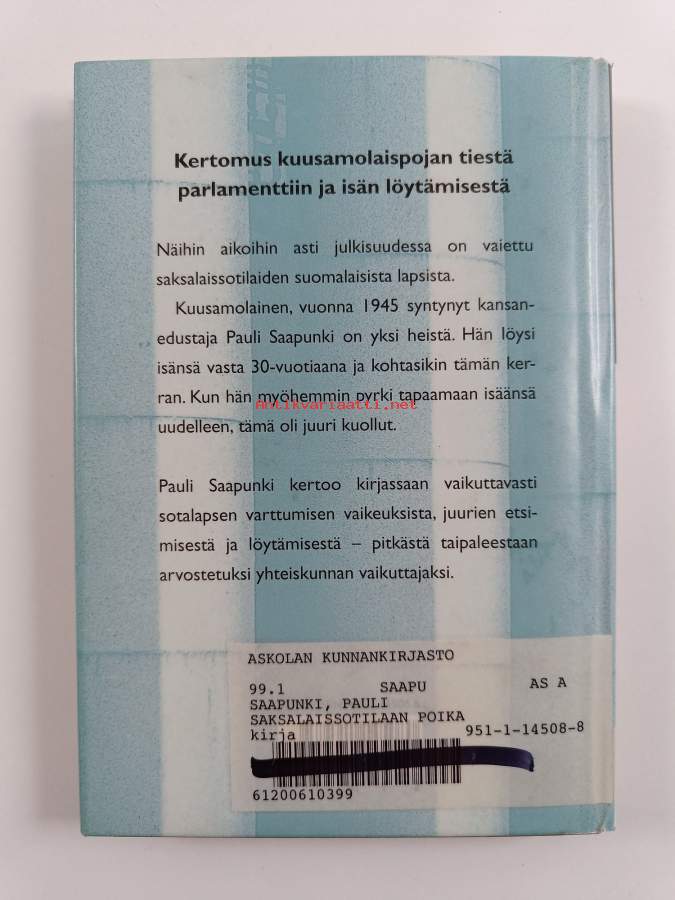 Kertomus kuusamolaispojan tiestä
parlamenttiin ja isän löytämisestä
Näihin aikoihin asti julkisuudessa on vaiettu
saksalaissotilaiden suomalaisista lapsista.
Kuusamolainen, vuonna 1945 syntynyt kansan-
edustaja Pauli Saapunki on yksi heistä. Hän löysi
isänsä vasta 30-vuotiaana ja kohtasikin tämän ker-
ran. Kun hän myöhemmin pyrki tapaamaan isäänsä
Antikvariaatti.net
uudelleen, tämä oli juuri kuollut.
Pauli Saapunki kertoo kirjassaan vaikuttavasti
sotalapsen varttumisen vaikeuksista, juurien etsi-
misestä ja löytämisestä – pitkästä taipaleestaan
arvostetuksi yhteiskunnan vaikuttajaksi.
ASKOLAN KUNNANKIRJASTO
99.1 SAAPU AS A
SAAPUNKI, PAULI
SAKSALAISSOTILAAN POIKA
kirja 951-1-14508-8
61200610399